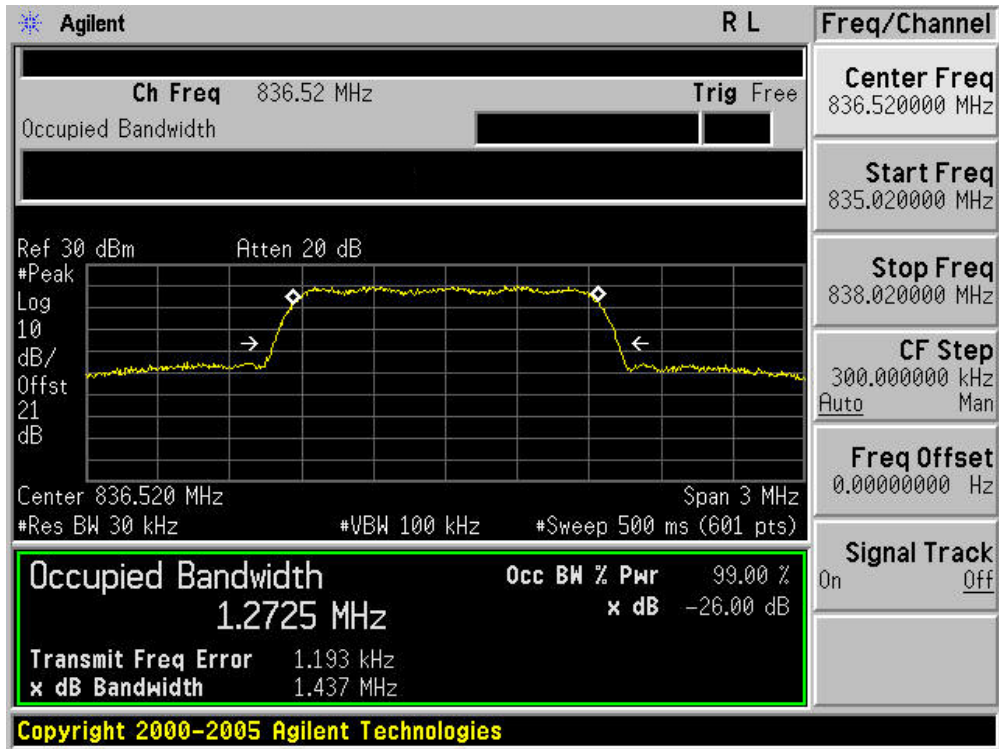 Agilent R L
Ch Freq 836.52 MHz Trig Free
Occupied Bandwidth
Ref 30 dBm Atten 20 dB
#Peak
Log
10
dB/
Offst
21
dB
Center 836.520 MHz Span 3 MHz
#Res BW 30 kHz #VBW 100 kHz #Sweep 500 ms (601 pts)
Occupied Bandwidth Occ BW % Pwr 99.00 %
1.2725 MHz x dB -26.00 dB
Transmit Freq Error 1.193 kHz
x dB Bandwidth 1.437 MHz
Copyright 2000-2005 Agilent Technologies
Freq/Channel
Center Freq
836.520000 MHz
Start Freq
835.020000 MHz
Stop Freq
838.020000 MHz
CF Step
300.000000 kHz
Auto Man
Freq Offset
0.00000000 Hz
Signal Track
On Off